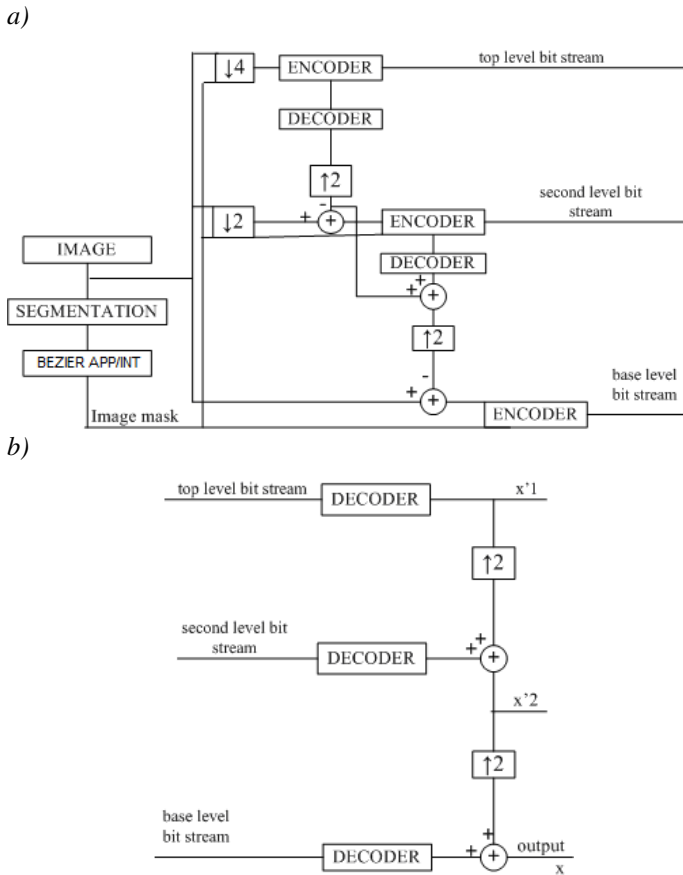 a)
↓4
ENCODER
top level bit stream
DECODER
↑2
-
second level bit
stream
↓2
+
+
ENCODER
IMAGE
DECODER
+
+
+
SEGMENTATION
↑2
BEZIER APP/INT
-
base level
bit stream
+
+
Image mask
ENCODER
b)
top level bit stream
DECODER
x'1
↑2
second level bit
stream
+
+
+
DECODER
x'2
↑2
base level
bit stream
+
+
+
output
DECODER
x